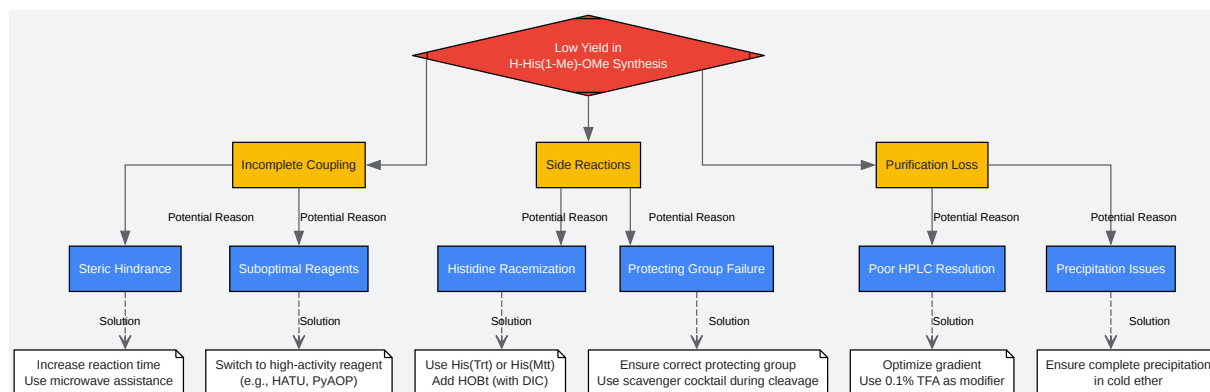 Low Yield in
H-His(1-Me)-OMe Synthesis
Incomplete Coupling
Side Reactions
Purification Loss
Potential Reason
Potential Reason
Potential Reason
Potential Reason
Potential Reason
Potential Reason
Steric Hindrance
Suboptimal Reagents
Histidine Racemization
Protecting Group Failure
Poor HPLC Resolution
Precipitation Issues
Solution
Solution
Solution
Solution
Solution
Solution
Increase reaction time
Use microwave assistance
Switch to high-activity reagent
(e.g., HATU, PyAOP)
Use His(Trt) or His(Mtt)
Add HOBt (with DIC)
Ensure correct protecting group
Use scavenger cocktail during cleavage
Optimize gradient
Use 0.1% TFA as modifier
Ensure complete precipitation
in cold ether